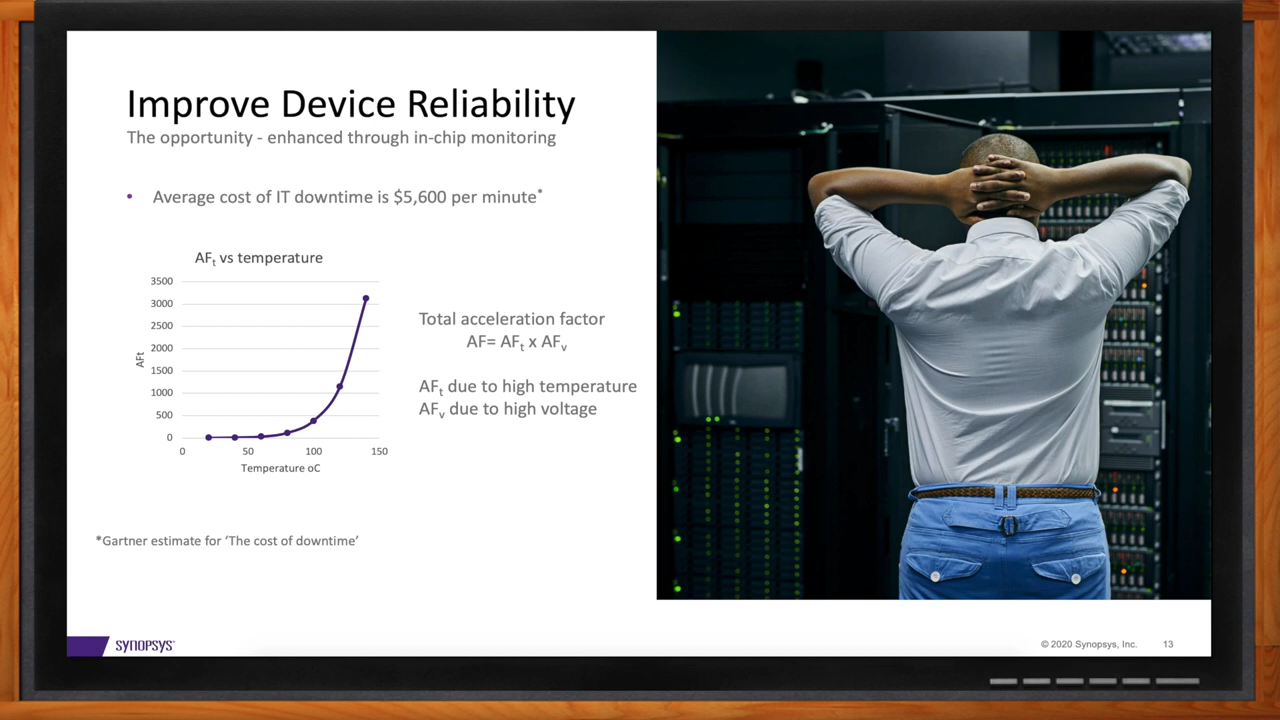 Improve Device Reliability
The opportunity - enhanced through in-chip monitoring
• Average cost of IT downtime is $5,600 per minute*
AFt vs temperature
3500
3000
2500
2000
1500
1000
500
0
AFt
0 50 100 150
Temperature oC
Total acceleration factor
AF= AFt x AFv
AFt due to high temperature
AFv due to high voltage
*Gartner estimate for ‘The cost of downtime’
SYNOPSYS®
© 2020 Synopsys, Inc. 13